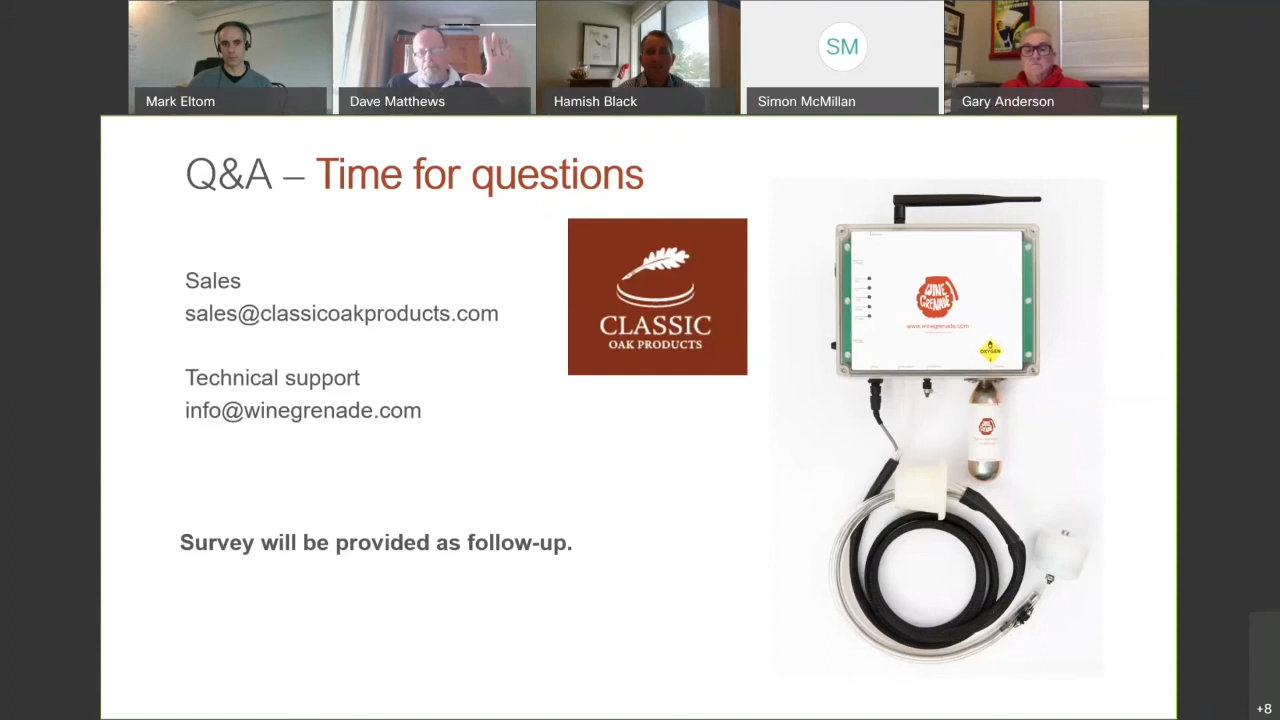 Mark Eltom
Dave Matthews
Hamish Black
SM
Simon McMillan
Gary Anderson
Q&A – Time for questions
Sales
sales@classicoakproducts.com
CLASSIC
OAK PRODUCTS
Technical support
info@winegrenade.com
Survey will be provided as follow-up.
WINE
GRENADE
www.winegrenade.com
OXYGEN
+8